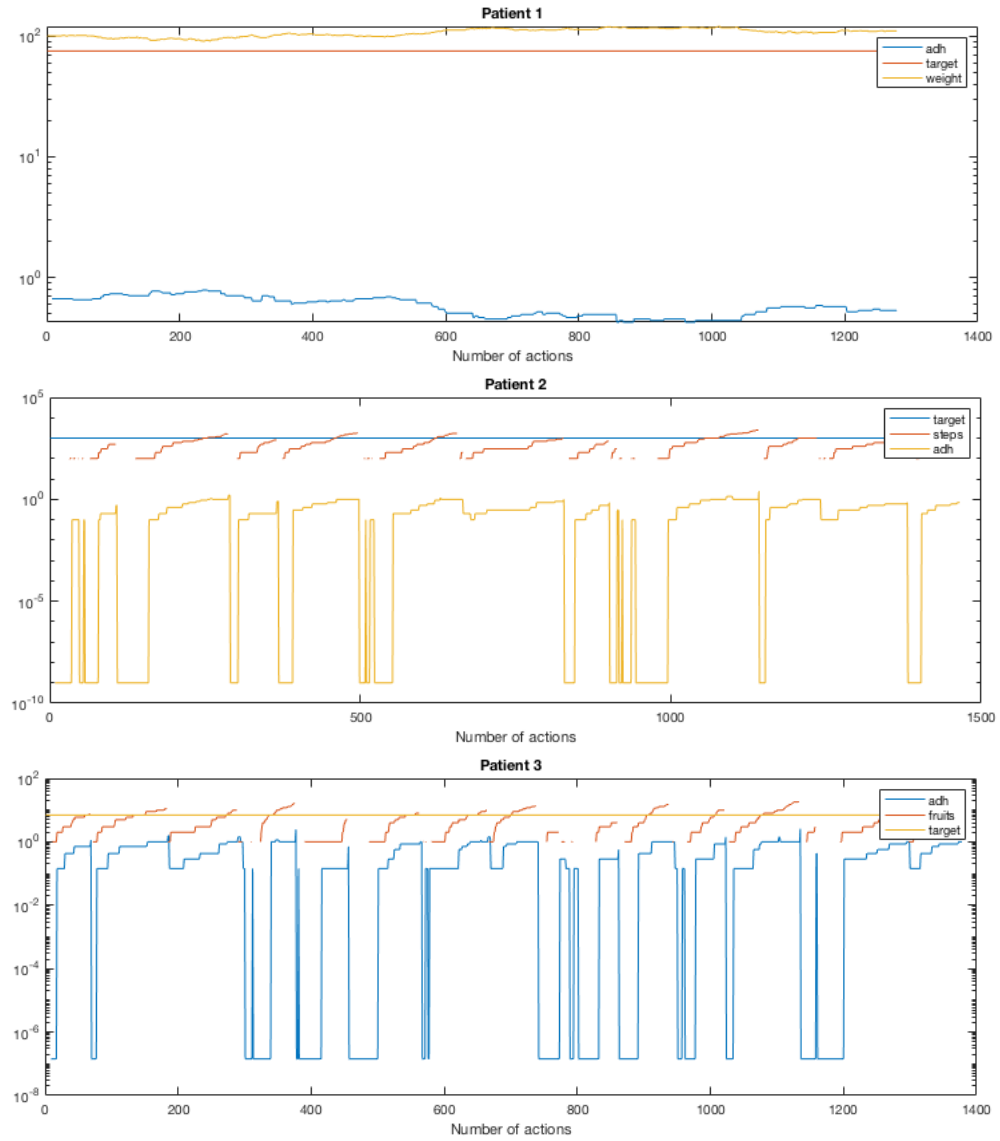 Patient 1
10^2
10^1
10^0
adh
target
weight
0 200 400 600 800 1000 1200 1400
Number of actions
Patient 2
10^5
10^0
10^-5
10^-10
target
steps
adh
0 500 1000 1500
Number of actions
Patient 3
10^2
10^0
10^-2
10^-4
10^-6
10^-8
adh
fruits
target
0 200 400 600 800 1000 1200 1400
Number of actions